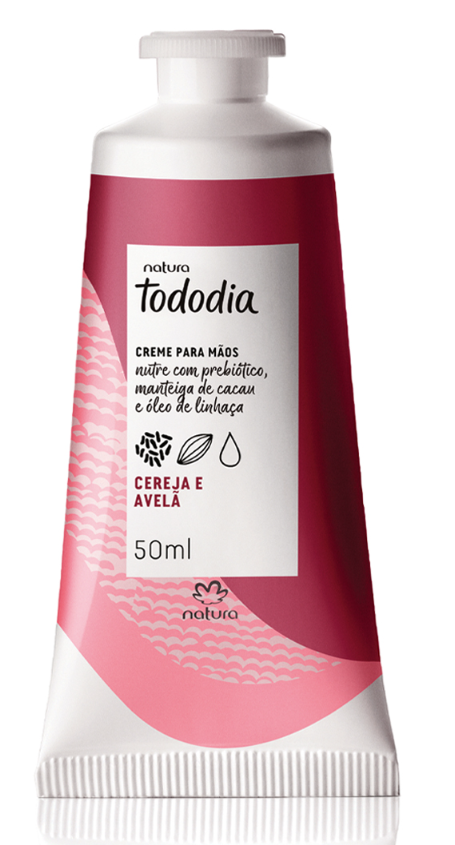 natura
tododia
CREME PARA MÃOS
nutre com prebiótico,
manteiga de cacau
e óleo de linhaça
CEREJA E
AVELÃ
50ml
natura